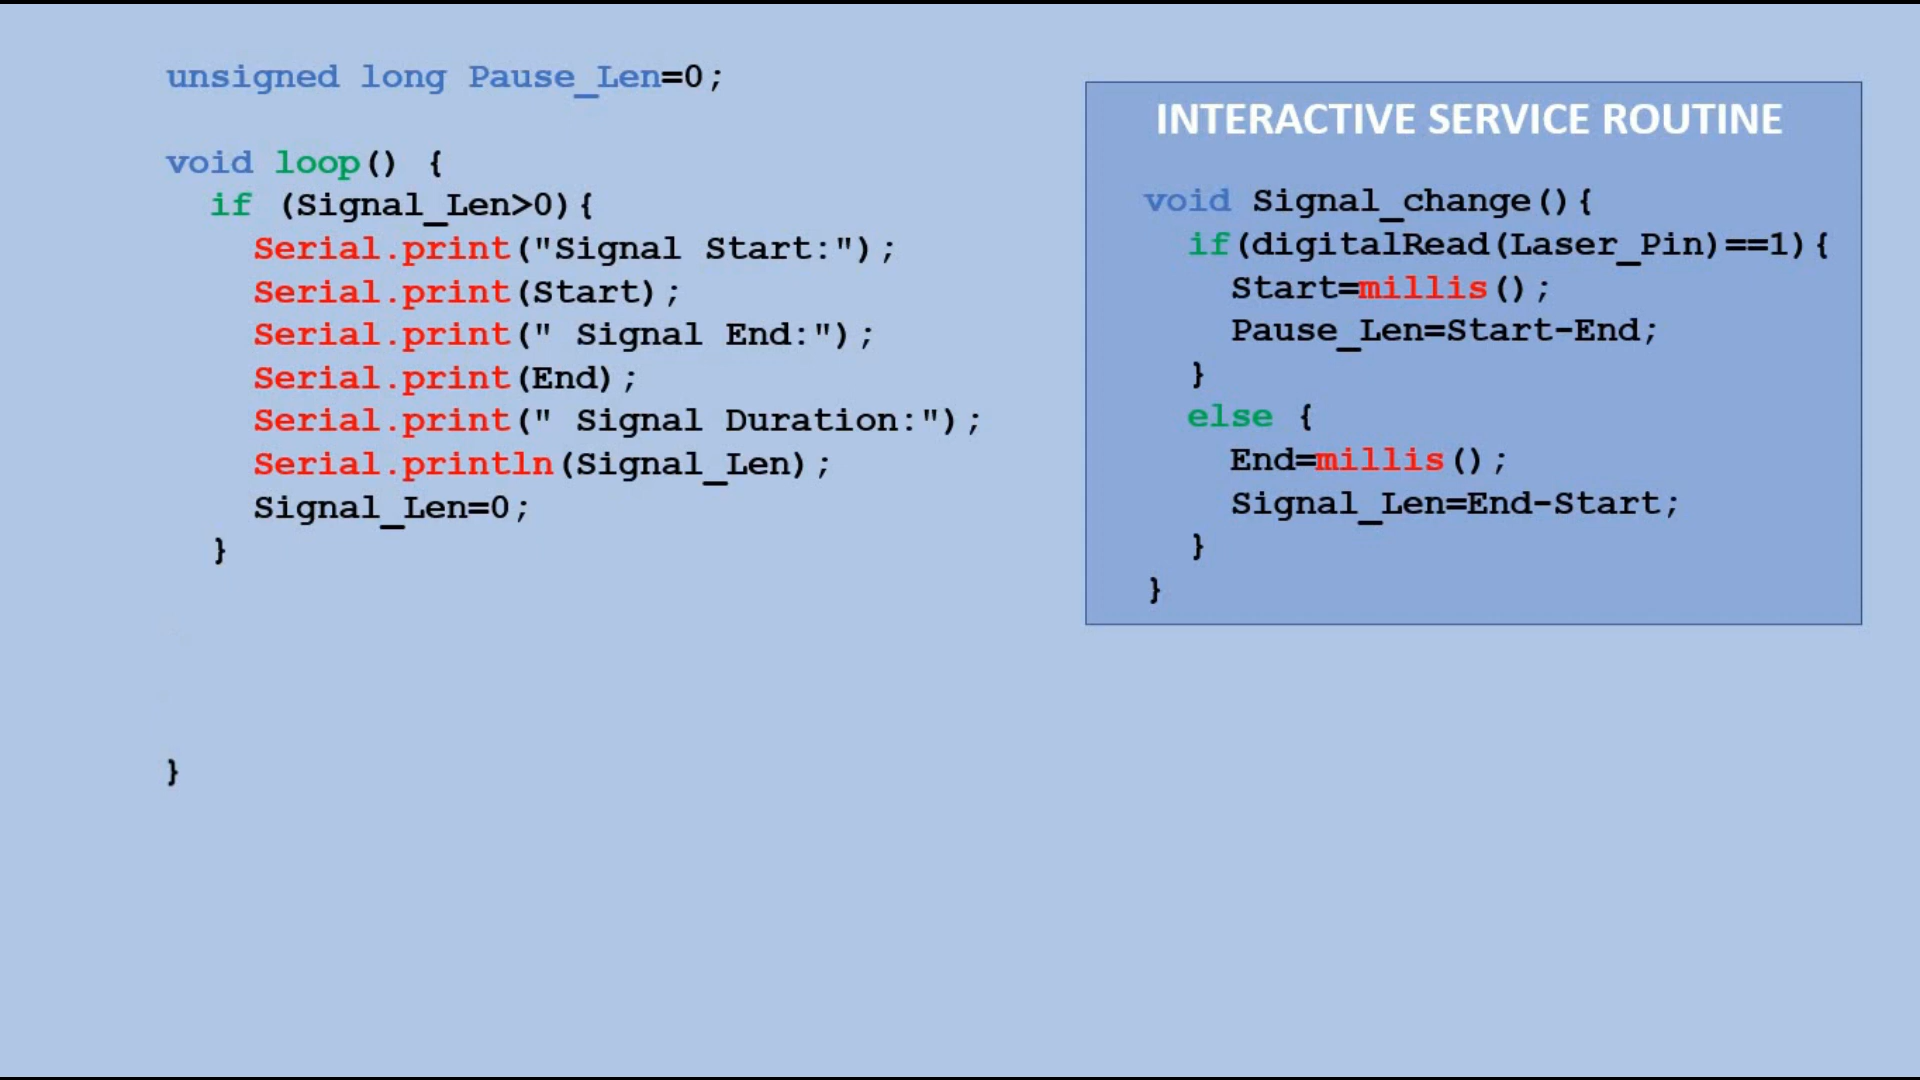 unsigned long Pause_Len=0;
void loop() {
if (Signal_Len>0){
Serial.print("Signal Start:");
Serial.print(Start);
Serial.print(" Signal End:");
Serial.print(End);
Serial.print(" Signal Duration:");
Serial.println(Signal_Len);
Signal_Len=0;
}
}
INTERACTIVE SERVICE ROUTINE
void Signal_change(){
if(digitalRead(Laser_Pin)==1){
Start=millis();
Pause_Len=Start-End;
}
else {
End=millis();
Signal_Len=End-Start;
}
}